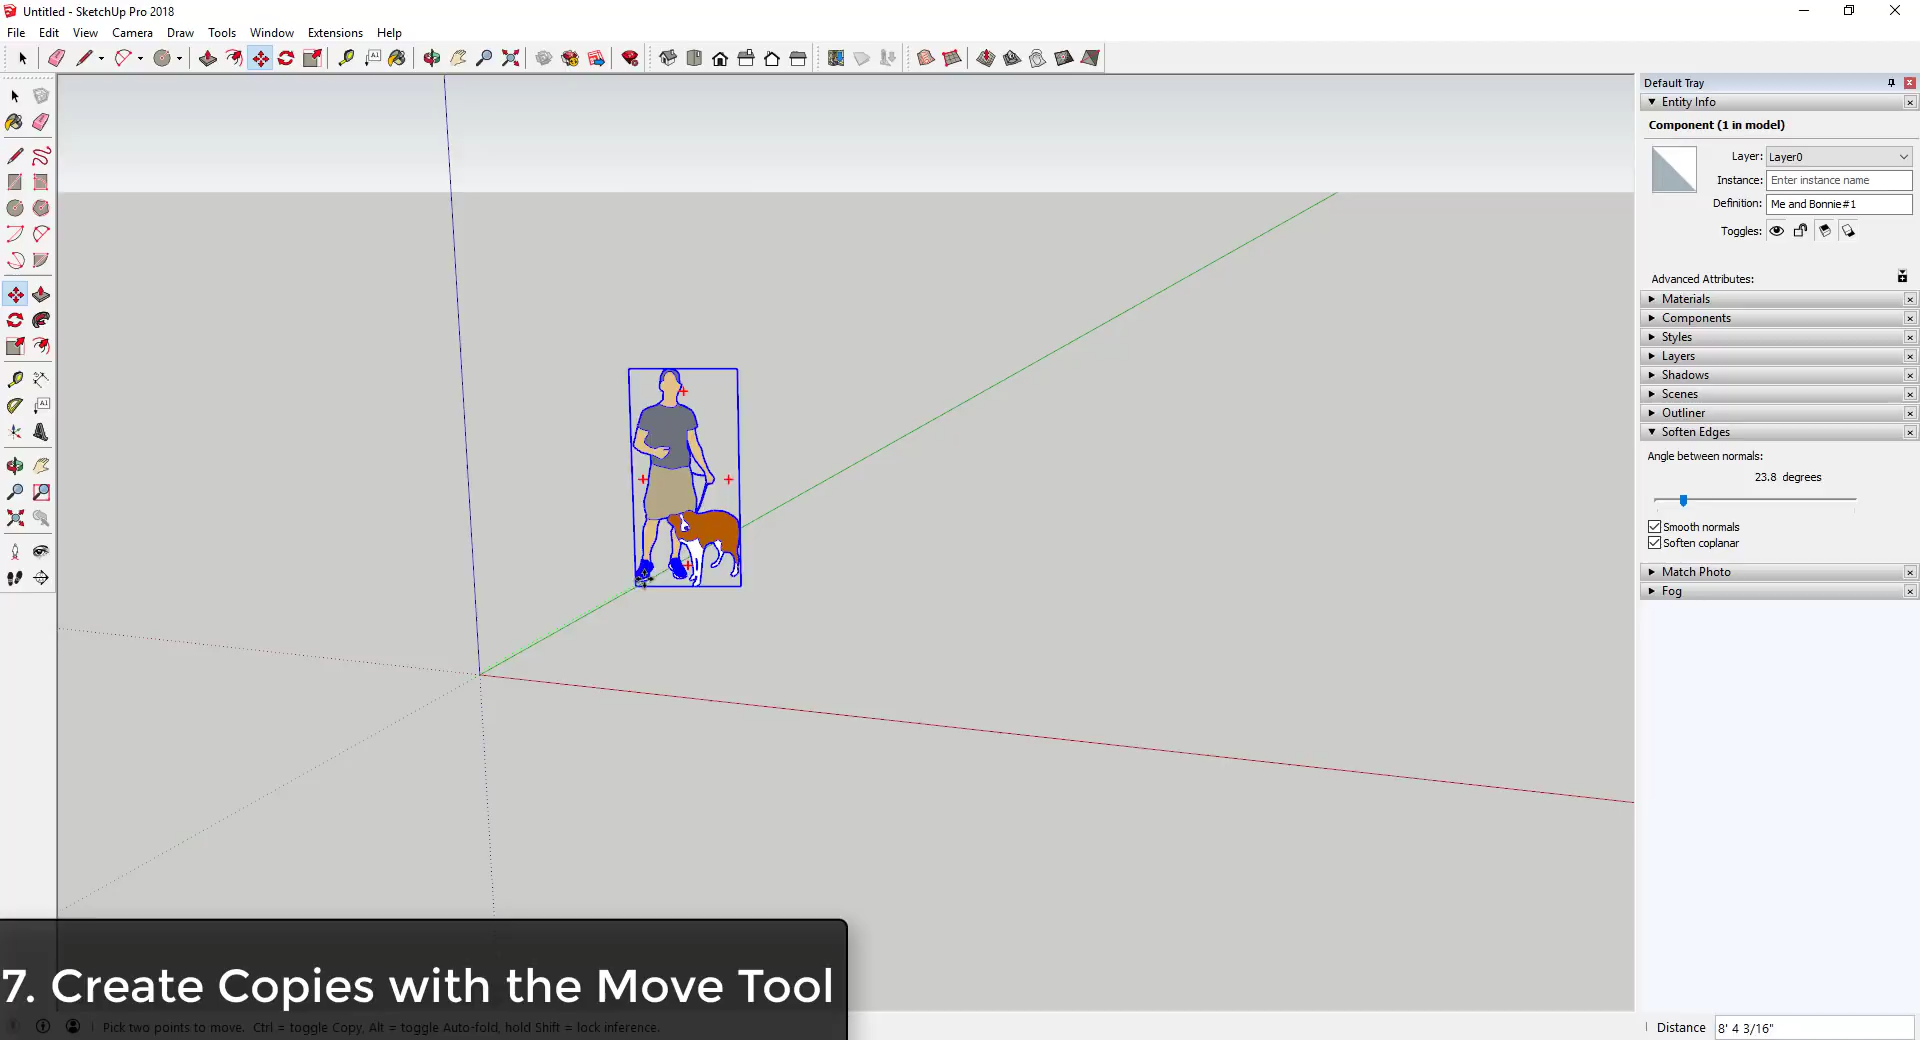 Untitled - SketchUp Pro 2018
File Edit View Camera Draw Tools Window Extensions Help
Default Tray
Entity Info
Component (1 in model)
Layer: Layer0
Instance: Enter instance name
Definition: Me and Bonnie#1
Toggles:
Advanced Attributes:
Materials
Components
Styles
Layers
Shadows
Scenes
Outliner
Soften Edges
Angle between normals:
23.8 degrees
Smooth normals
Soften coplanar
Match Photo
Fog
7. Create Copies with the Move Tool
Pick two points to move. Ctrl = toggle Copy, Alt = toggle Auto-fold, hold Shift = lock inference.
Distance 8' 4 3/16"